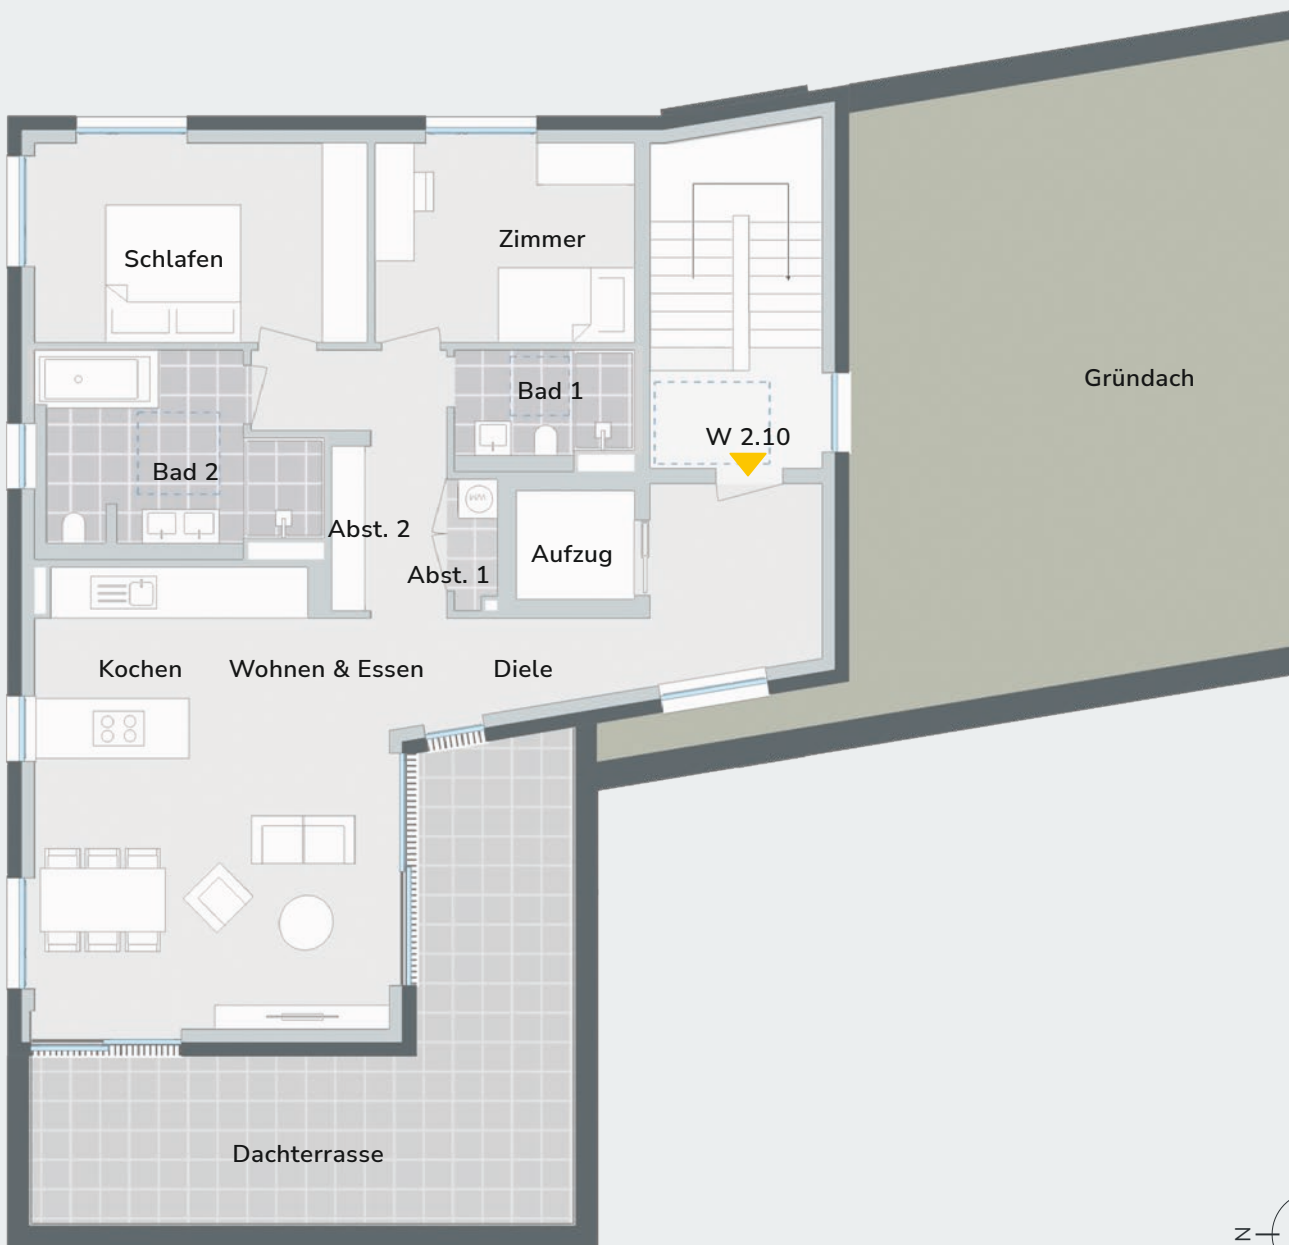 Schlafen
Zimmer
Bad 1
Gründach
W 2.10
Bad 2
Abst. 2
Aufzug
Abst. 1
WM
Kochen
Wohnen & Essen
Diele
Dachterrasse
N